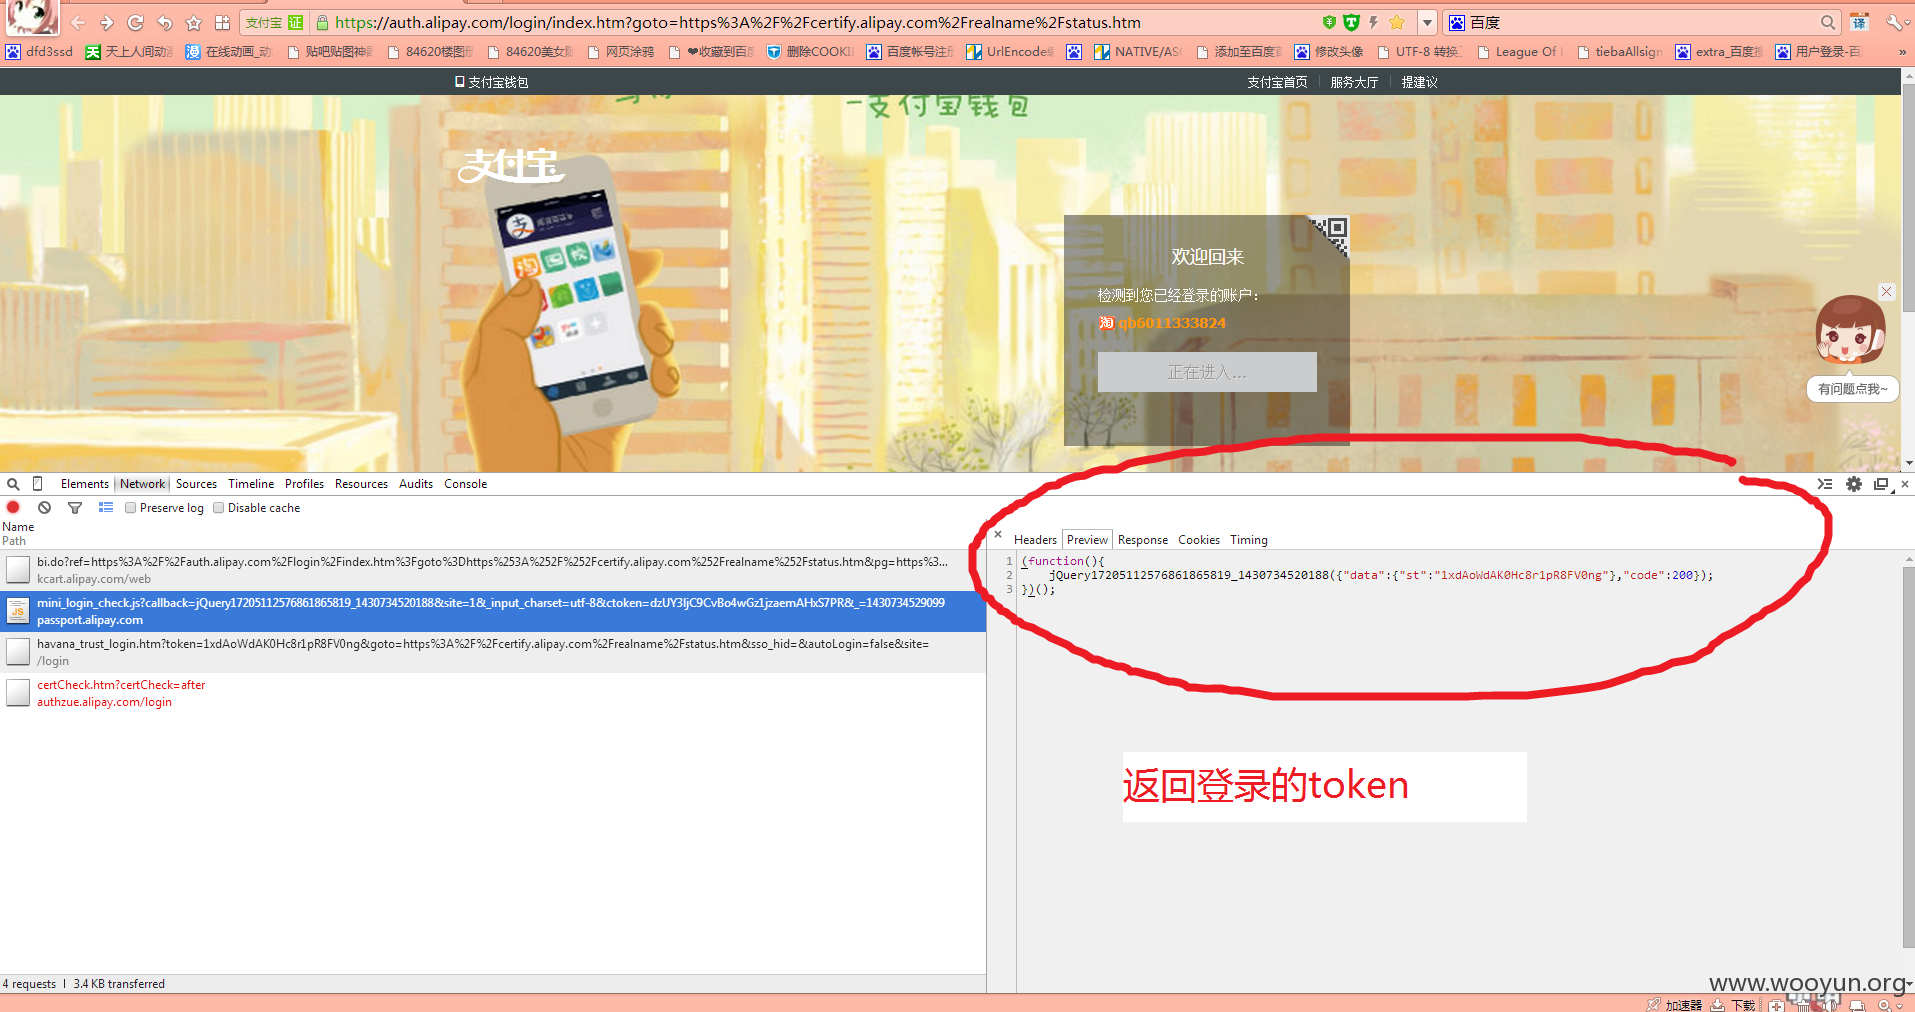 支付宝 证 https://auth.alipay.com/login/index.htm?goto=https%3A%2F%2Fcertify.alipay.com%2Frealname%2Fstatus.htm 百度 译
dfd3ssd 天上人间动 在线动画_动 贴吧贴图神 84620楼图册 84620美女贴 网页涂鸦 ❤收藏到百度 删除COOKI 百度帐号注册 UrlEncode NATIVE/ASC 添加至百度 修改头像 UTF-8 转换 League Of tiebaAllsign extra_百度 用户登录-百 »
支付宝钱包 支付宝首页 服务大厅 提建议
-支付宝钱包
支付宝
欢迎回来
检测到您已经登录的账户：
淘 qb6011333824
正在进入...
有问题点我~
Elements Network Sources Timeline Profiles Resources Audits Console
Preserve log Disable cache
Name
Path
Headers Preview Response Cookies Timing
bi.do?ref=https%3A%2F%2Fauth.alipay.com%2Flogin%2Findex.htm%3Fgoto%3Dhttps%253A%252F%252Fcertify.alipay.com%252Frealname%252Fstatus.htm&pg=https%3...
kcart.alipay.com/web
mini_login_check.js?callback=jQuery17205112576861865819_1430734520188&site=1&_input_charset=utf-8&ctoken=dzUY3IjC9CvBo4wGz1jzaemAHxS7PR&_=1430734529099
passport.alipay.com
havana_trust_login.htm?token=1xdAoWdAK0Hc8r1pR8FV0ng&goto=https%3A%2F%2Fcertify.alipay.com%2Frealname%2Fstatus.htm&sso_hid=&autoLogin=false&site=
/login
certCheck.htm?certCheck=after
authzue.alipay.com/login
1 (function(){
2 jQuery17205112576861865819_1430734520188({"data":{"st":"1xdAoWdAK0Hc8r1pR8FV0ng"},"code":200});
3 })();
返回登录的token
4 requests | 3.4 KB transferred
www.wooyun.org
加速器 下载